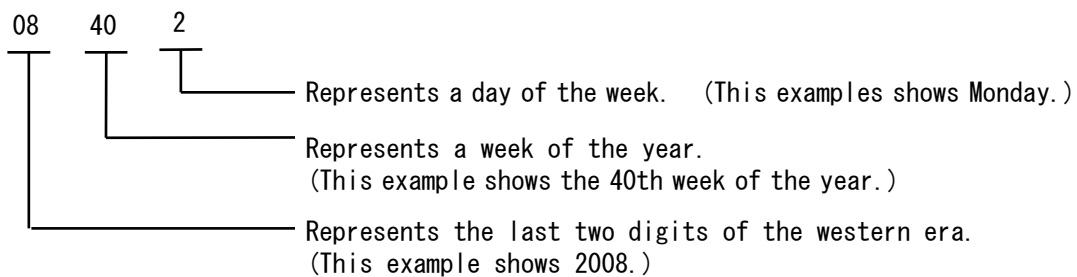 08 40 2
Represents a day of the week. (This examples shows Monday.)
Represents a week of the year.
(This example shows the 40th week of the year.)
Represents the last two digits of the western era.
(This example shows 2008.)